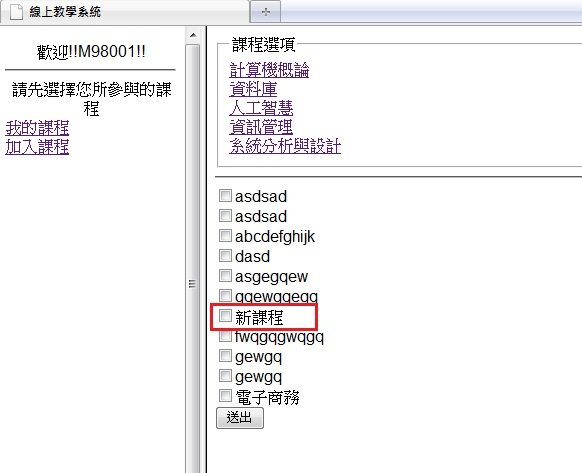 線上教學系統
歡迎!!M98001!!
請先選擇您所參與的課
程
我的課程
加入課程
課程選項
計算機概論
資料庫
人工智慧
資訊管理
系統分析與設計
asdsad
asdsad
abcdefghijk
dasd
asgegqew
gqewgqegq
新課程
fwqgqgwqgq
gewgq
gewgq
電子商務
送出